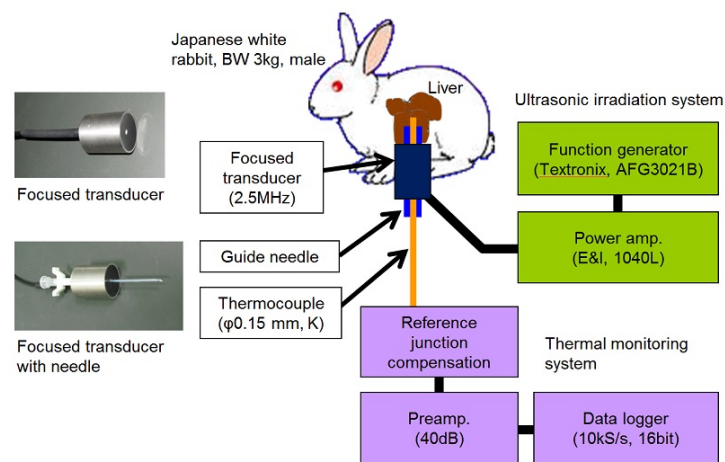 Japanese white
rabbit, BW 3kg, male
Liver
Ultrasonic irradiation system
Focused transducer
Focused
transducer
(2.5MHz)
Function generator
(Textronix, AFG3021B)
Power amp.
(E&I, 1040L)
Guide needle
Thermocouple
(φ0.15 mm, K)
Focused transducer
with needle
Reference
junction
compensation
Thermal monitoring
system
Preamp.
(40dB)
Data logger
(10kS/s, 16bit)